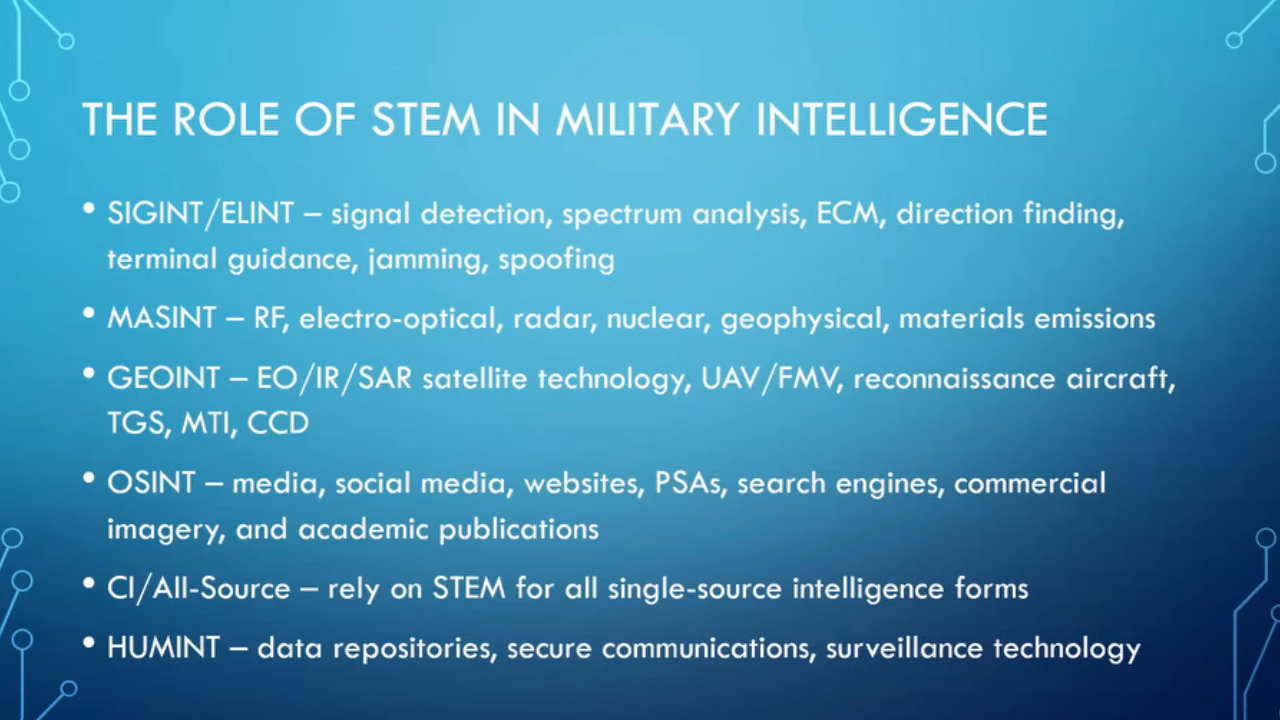 THE ROLE OF STEM IN MILITARY INTELLIGENCE
• SIGINT/ELINT – signal detection, spectrum analysis, ECM, direction finding,
terminal guidance, jamming, spoofing
• MASINT – RF, electro-optical, radar, nuclear, geophysical, materials emissions
• GEOINT – EO/IR/SAR satellite technology, UAV/FMV, reconnaissance aircraft,
TGS, MTI, CCD
• OSINT – media, social media, websites, PSAs, search engines, commercial
imagery, and academic publications
• CI/All-Source – rely on STEM for all single-source intelligence forms
• HUMINT – data repositories, secure communications, surveillance technology